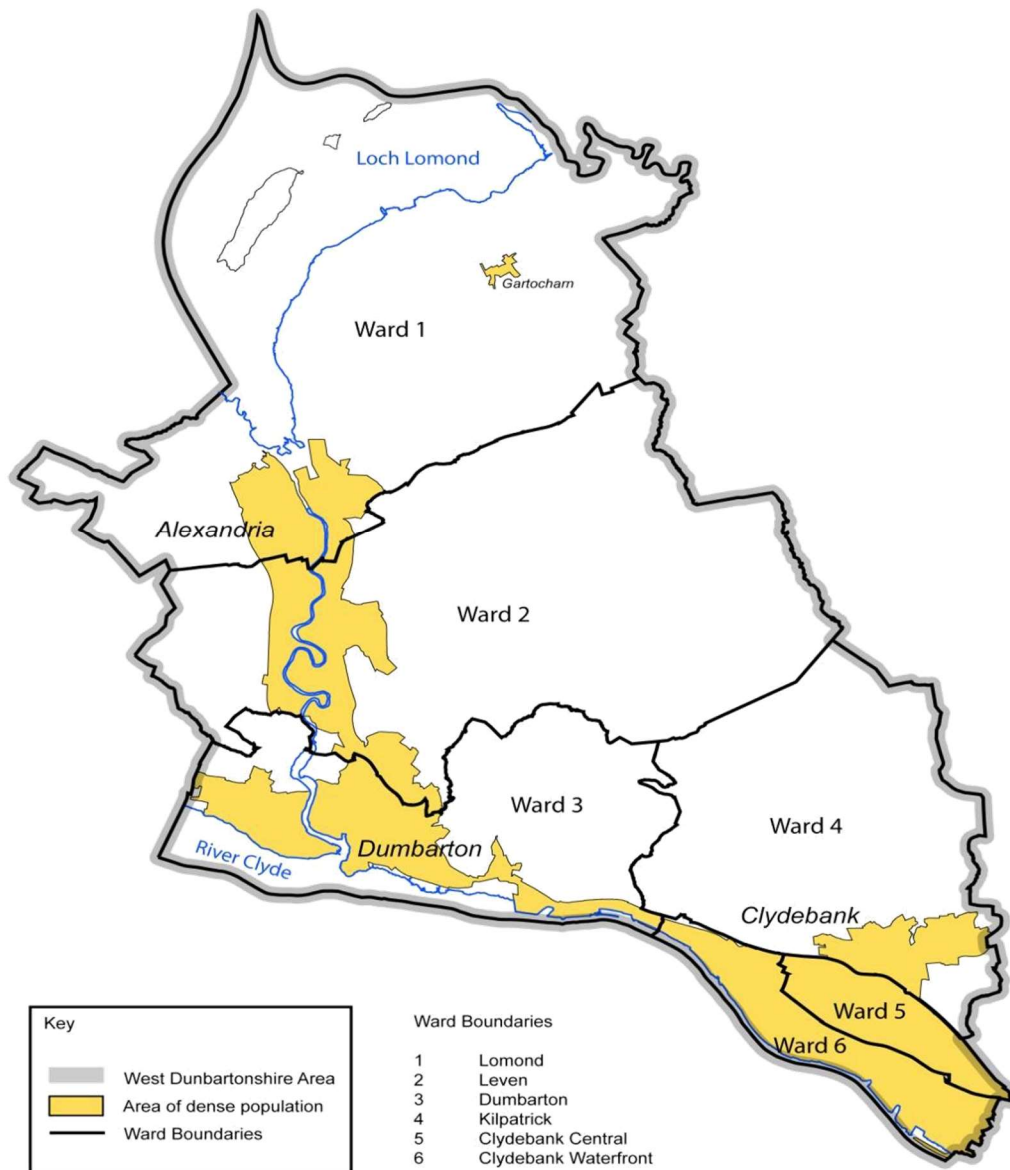 Loch Lomond
Gartocharn
Ward 1
Alexandria
Ward 2
Ward 3
Ward 4
Dumbarton
River Clyde
Clydebank
Ward 5
Ward 6
Key
West Dunbartonshire Area
Area of dense population
Ward Boundaries
Ward Boundaries
1 Lomond
2 Leven
3 Dumbarton
4 Kilpatrick
5 Clydebank Central
6 Clydebank Waterfront